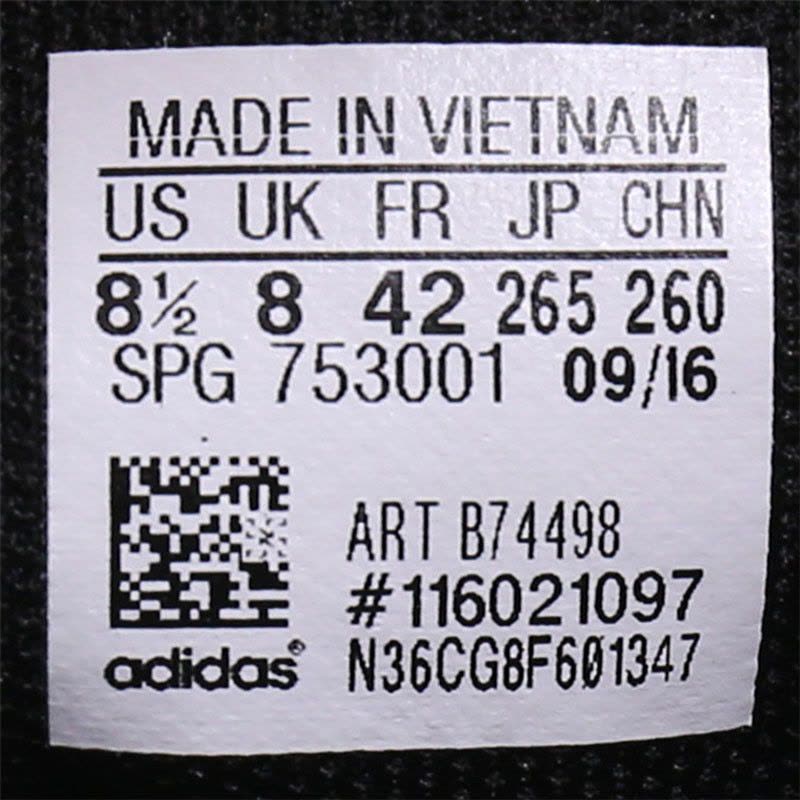 MADE IN VIETNAM
US UK FR JP CHN
8½ 8 42 265 260
SPG 753001 09/16
ART B74498
#116021097
adidas® N36CG8F601347